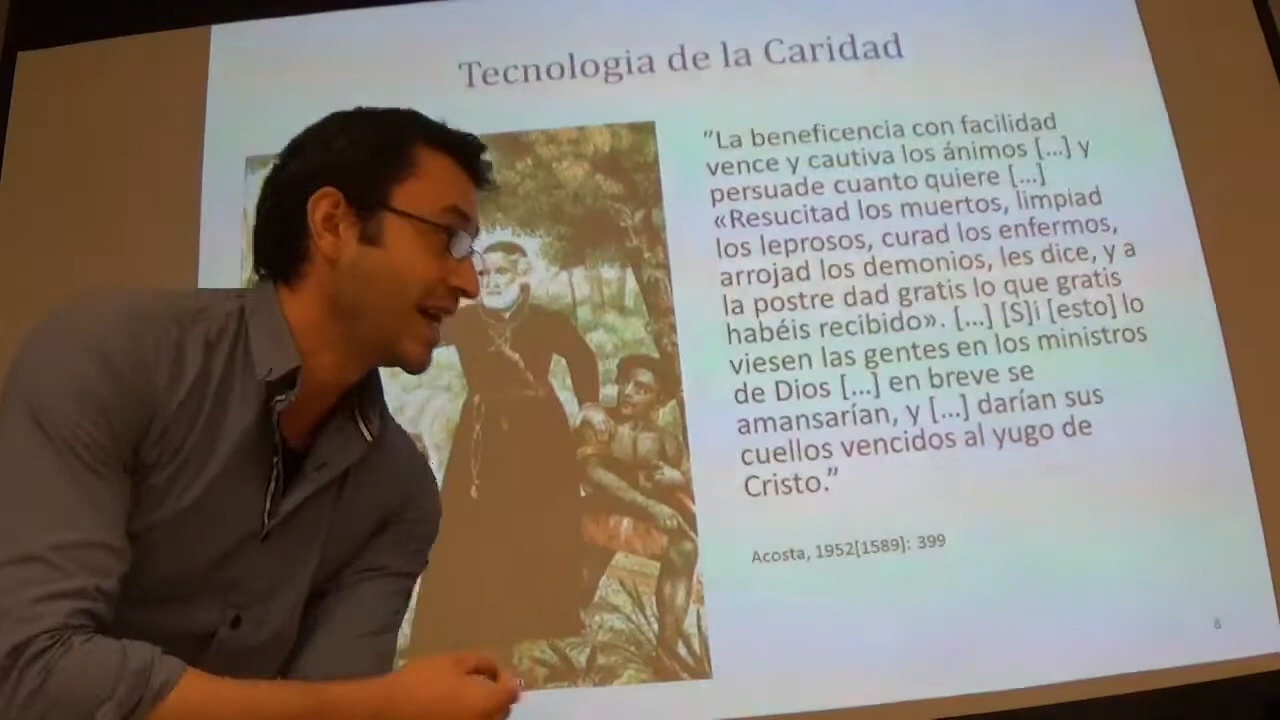 Tecnologia de la Caridad
"La beneficencia con facilidad
vence y cautiva los ánimos [...] y
persuade cuanto quiere [...]
«Resucitad los muertos, limpiad
los leprosos, curad los enfermos,
arrojad los demonios, les dice, y a
la postre dad gratis lo que gratis
habéis recibido». [...] [S]i [esto] lo
viesen las gentes en los ministros
de Dios [...] en breve se
amansarían, y [...] darían sus
cuellos vencidos al yugo de
Cristo."
Acosta, 1952[1589]: 399
8